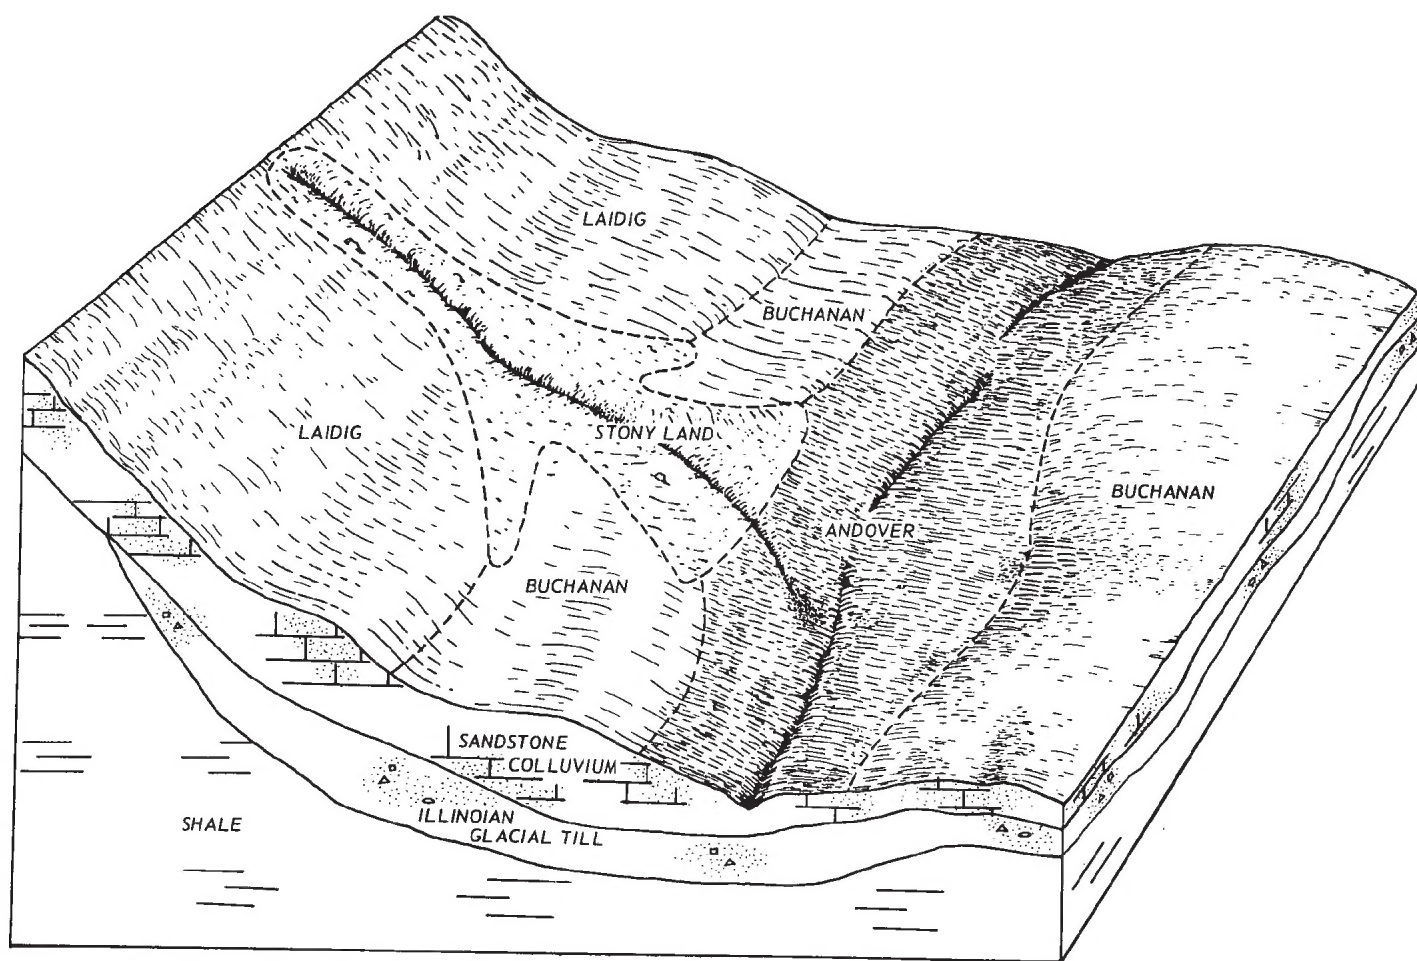 LAIDIG
BUCHANAN
LAIDIG
STONY LAND
BUCHANAN
ANDOVER
BUCHANAN
SANDSTONE
COLLUVIUM
ILLINOIAN
GLACIAL TILL
SHALE